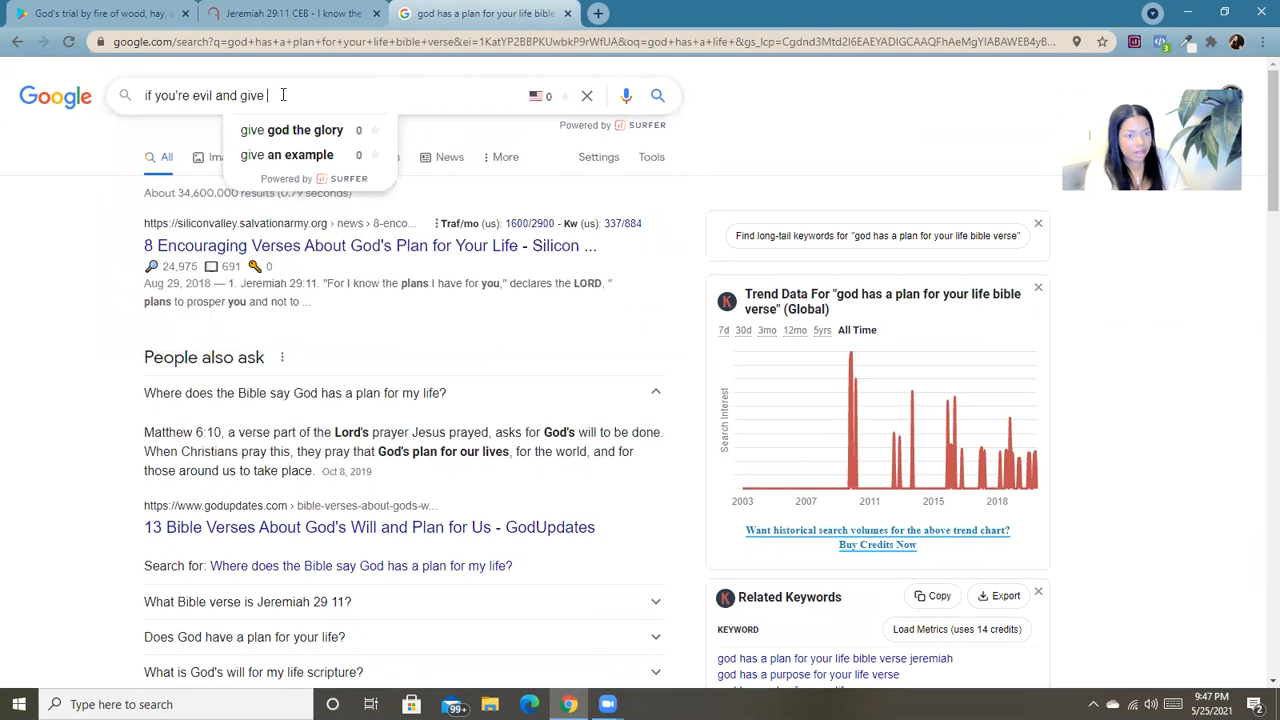 God's trial by fire of wood, hay,
Jeremiah 29:11 CEB - I know the
god has a plan for your life bible
google.com/search?q=god+has+a+plan+for+your+life+bible+verse&ei=1KatYP2BBPKUwbkP9rWfUA&oq=god+has+a+life+&gs_lcp=Cgdnd3Mtd2l6EAEYADIGCAAQFhAeMgYIABAWEB4yB...
3
Google
if you're evil and give
0
give god the glory 0
give an example 0
Powered by SURFER
Powered by SURFER
All
Ima
News
More
Settings
Tools
About 34,600,000 results (0.79 seconds)
https://siliconvalley.salvationarmy.org › news › 8-enco...
Traf/mo (us): 1600/2900 - Kw (us): 337/884
8 Encouraging Verses About God's Plan for Your Life - Silicon ...
24,975 691 0
Aug 29, 2018 — 1. Jeremiah 29:11. "For I know the plans I have for you," declares the LORD, "
plans to prosper you and not to ...
People also ask
Where does the Bible say God has a plan for my life?
Matthew 6:10, a verse part of the Lord's prayer Jesus prayed, asks for God's will to be done.
When Christians pray this, they pray that God's plan for our lives, for the world, and for
those around us to take place. Oct 8, 2019
https://www.godupdates.com › bible-verses-about-gods-w...
13 Bible Verses About God's Will and Plan for Us - GodUpdates
Search for: Where does the Bible say God has a plan for my life?
What Bible verse is Jeremiah 29 11?
Does God have a plan for your life?
What is God's will for my life scripture?
Find long-tail keywords for "god has a plan for your life bible verse"
K
Trend Data For "god has a plan for your life bible
verse" (Global)
7d 30d 3mo 12mo 5yrs All Time
Search Interest
2003 2007 2011 2015 2018
Want historical search volumes for the above trend chart?
Buy Credits Now
K
Related Keywords
Copy
Export
KEYWORD
Load Metrics (uses 14 credits)
god has a plan for your life bible verse jeremiah
god has a purpose for your life verse
Type here to search
99+
9:47 PM
5/25/2021
2